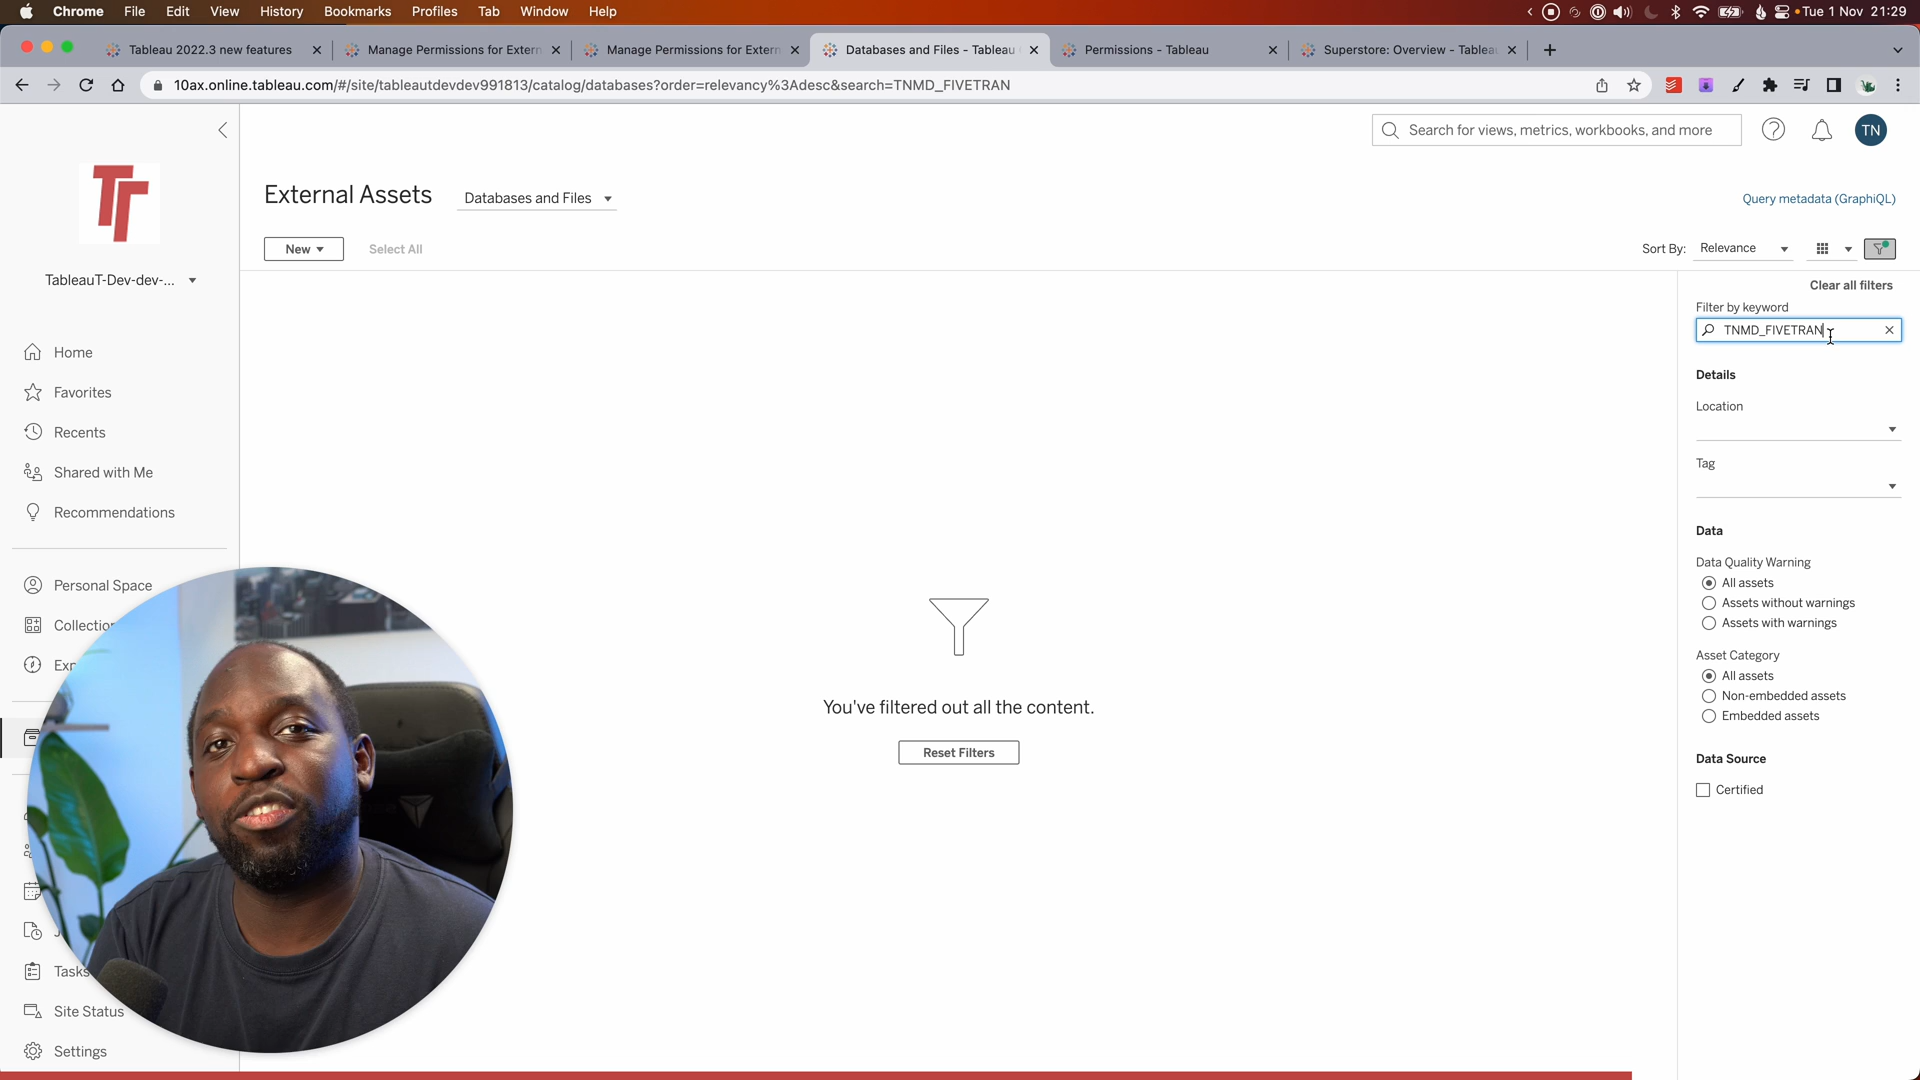 Chrome File Edit View History Bookmarks Profiles Tab Window Help
Tue 1 Nov 21:29
Tableau 2022.3 new features
Manage Permissions for Extern
Manage Permissions for Extern
Databases and Files - Tableau
Permissions - Tableau
Superstore: Overview - Tableau
10ax.online.tableau.com/#/site/tableautdevdev991813/catalog/databases?order=relevancy%3Adesc&search=TNMD_FIVETRAN
Search for views, metrics, workbooks, and more
TN
TableauT-Dev-dev-...
Home
Favorites
Recents
Shared with Me
Recommendations
Personal Space
Tasks
Site Status
Settings
External Assets
Databases and Files
Query metadata (GraphiQL)
New
Select All
Sort By: Relevance
You've filtered out all the content.
Reset Filters
Clear all filters
Filter by keyword
TNMD_FIVETRAN
Details
Location
Tag
Data
Data Quality Warning
All assets
Assets without warnings
Assets with warnings
Asset Category
All assets
Non-embedded assets
Embedded assets
Data Source
Certified